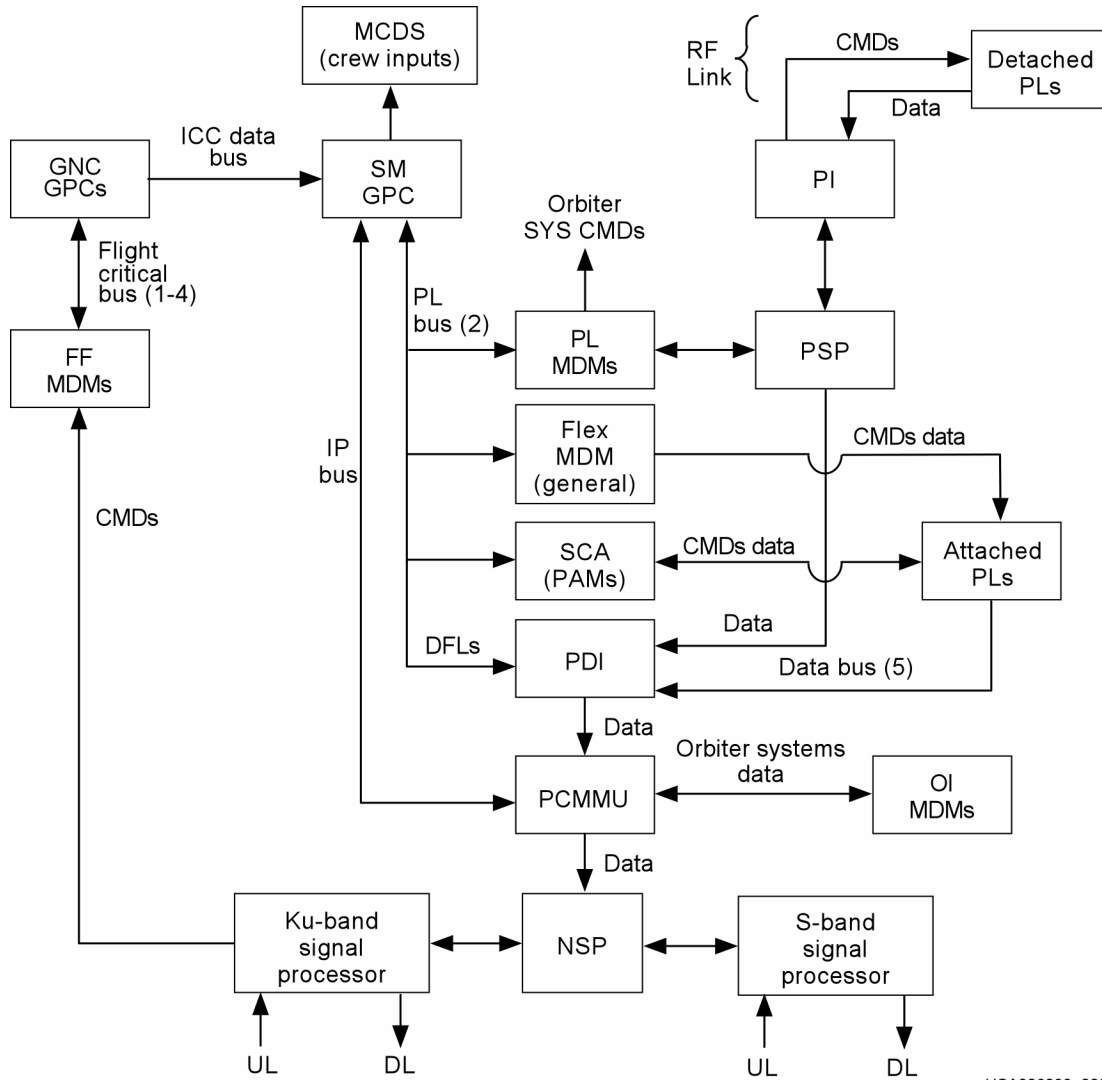 MCDS
(crew inputs)
RF
Link
CMDs
Detached
PLs
Data
ICC data
bus
GNC
GPCs
SM
GPC
PI
Orbiter
SYS CMDs
Flight
critical
bus (1-4)
PL
bus (2)
FF
MDMs
PL
MDMs
PSP
IP
bus
Flex
MDM
(general)
CMDs data
CMDs
SCA
(PAMs)
CMDs data
Attached
PLs
DFLs
PDI
Data
Data bus (5)
Data
PCMMU
Orbiter systems
data
OI
MDMs
Data
Ku-band
signal
processor
NSP
S-band
signal
processor
UL
DL
UL
DL